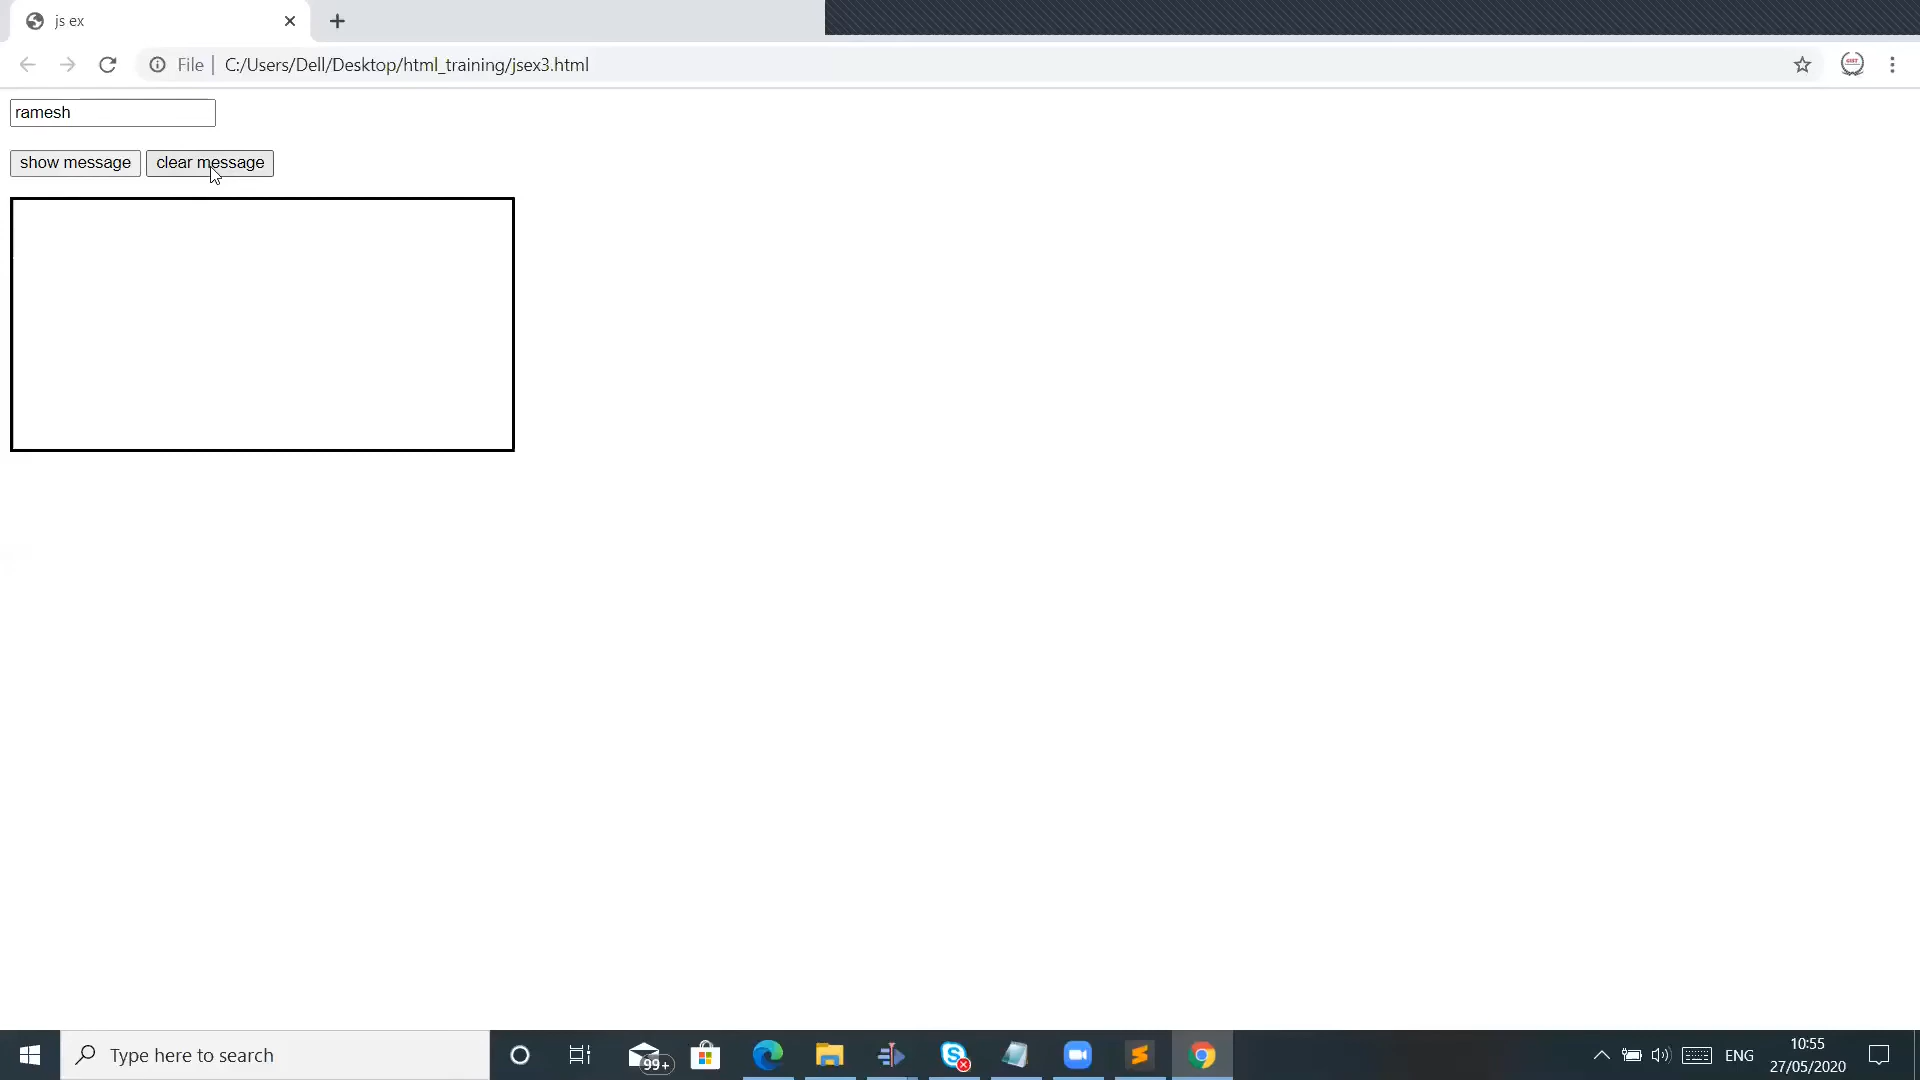 js ex
File | C:/Users/Dell/Desktop/html_training/jsex3.html
ramesh
show message clear message
Type here to search
99+
ENG
10:55
27/05/2020